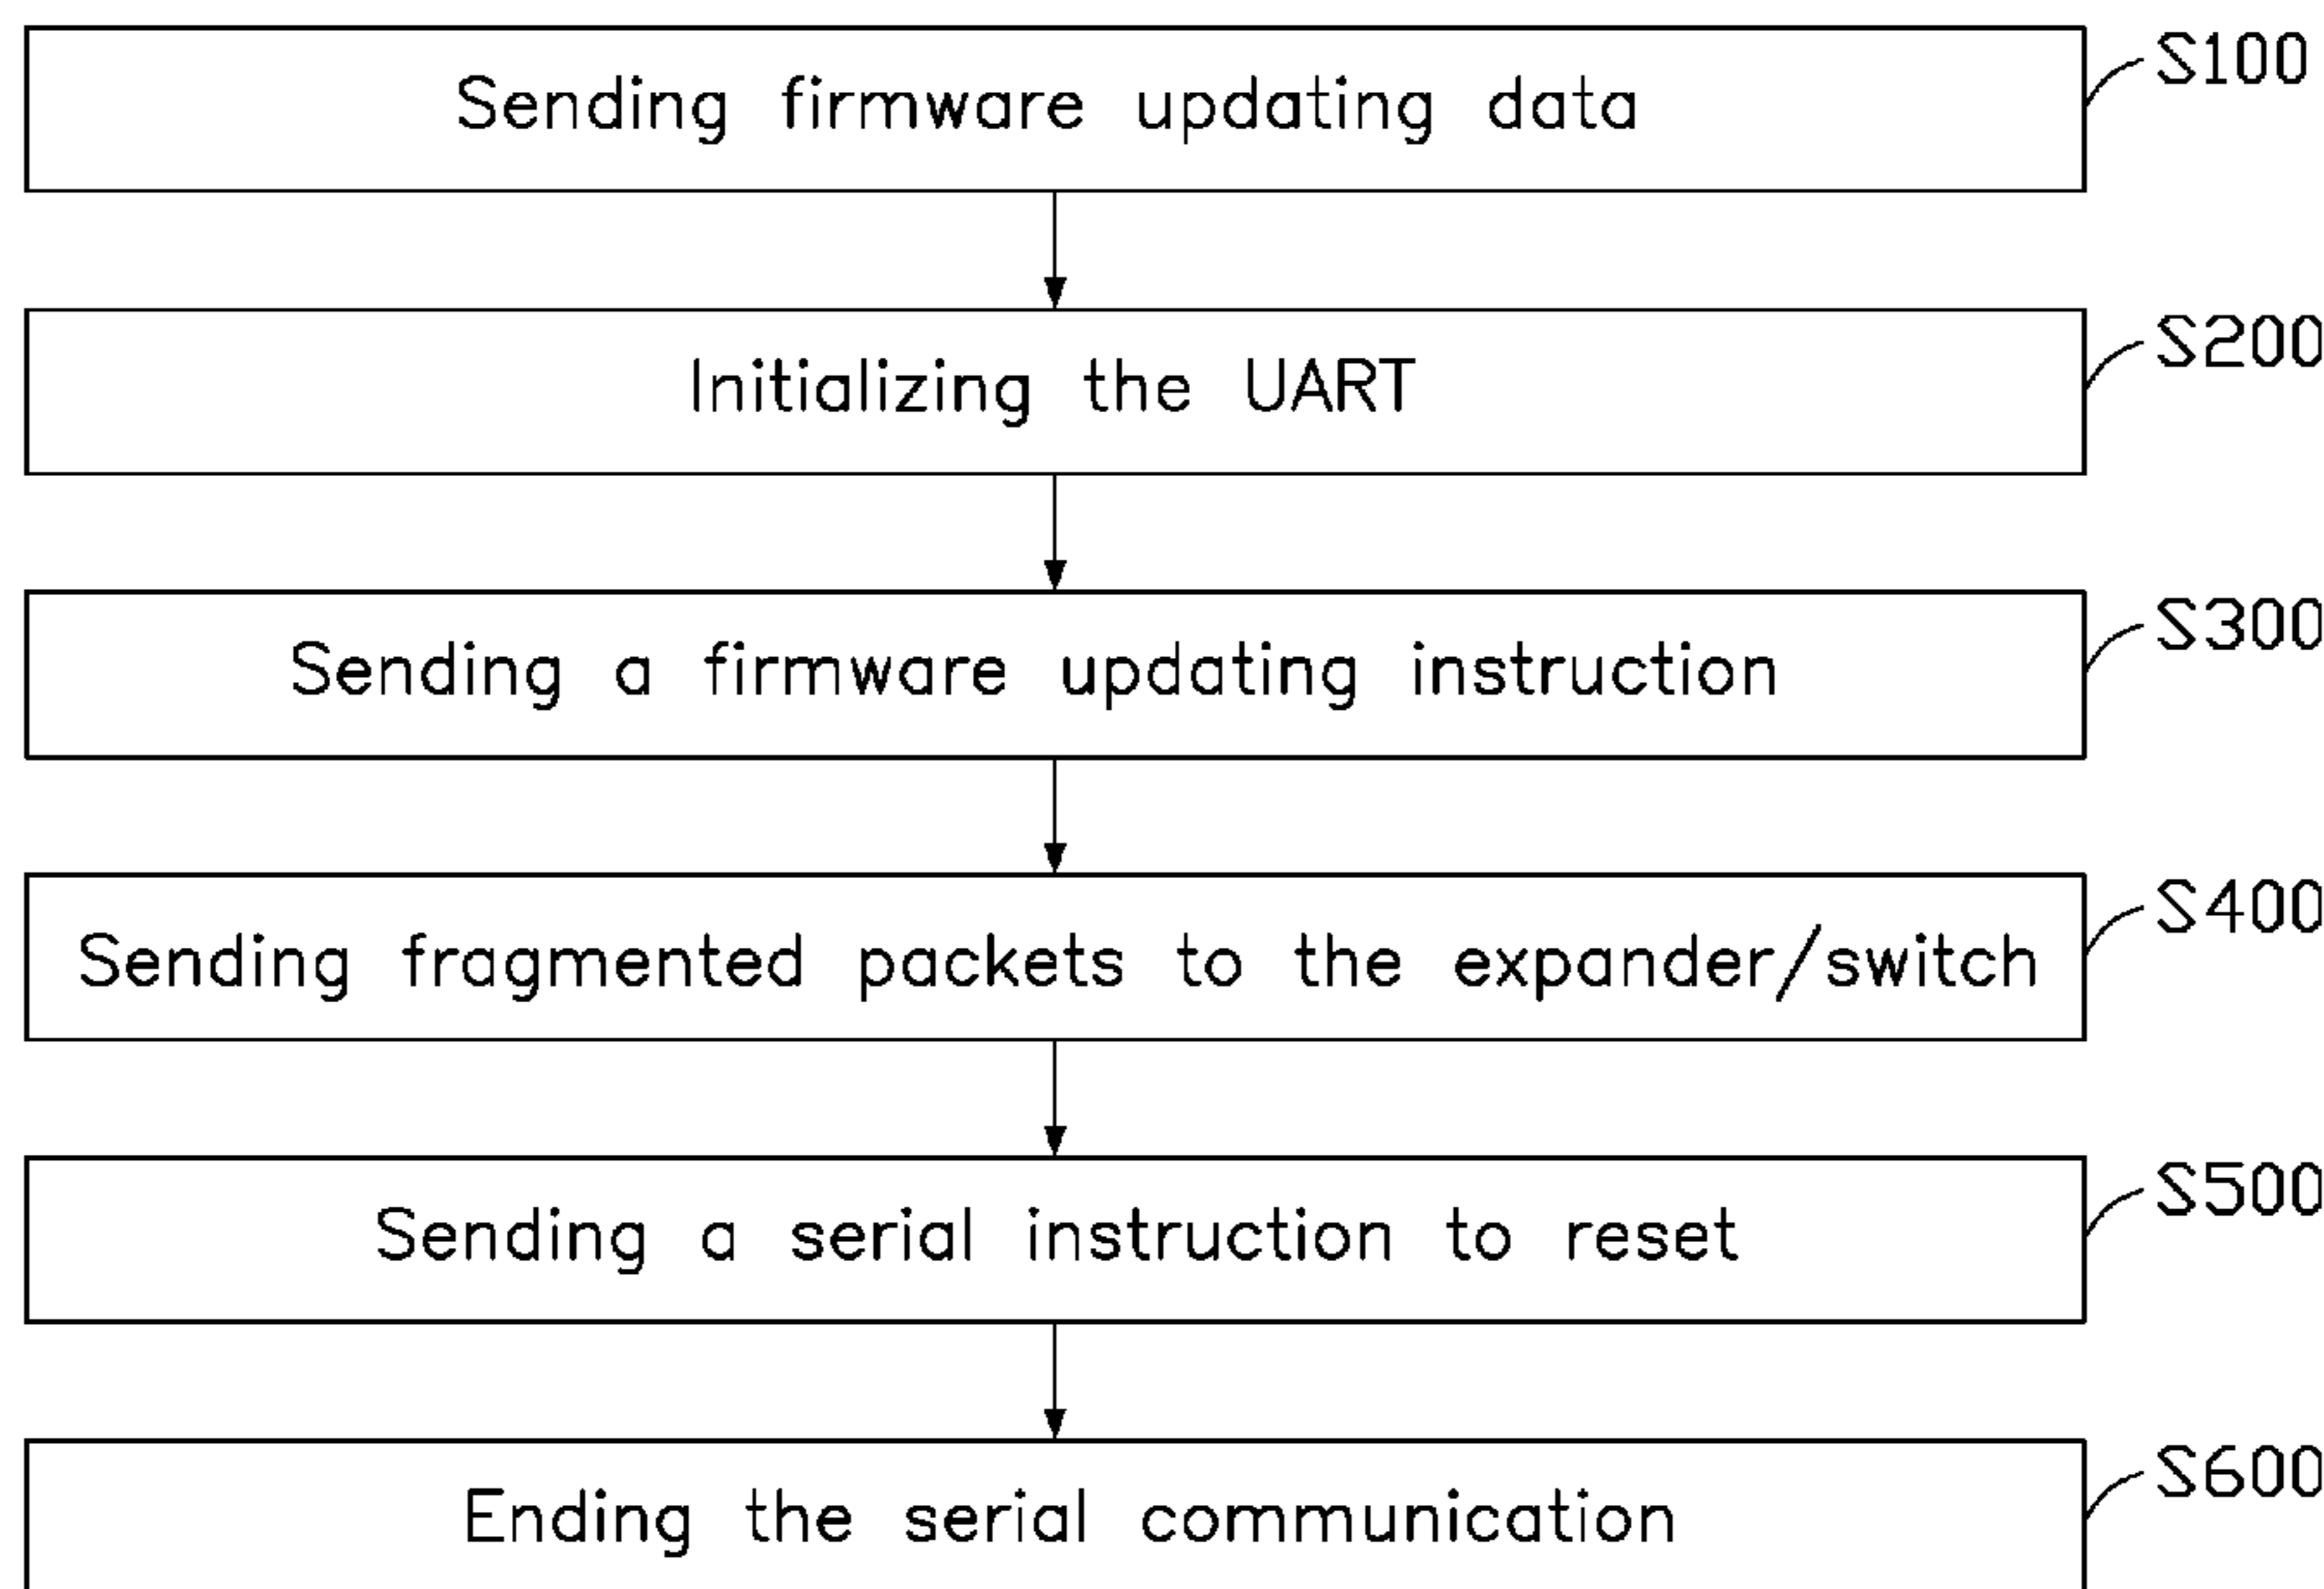 Sending firmware updating data
S100
Initializing the UART
S200
Sending a firmware updating instruction
S300
Sending fragmented packets to the expander/switch
S400
Sending a serial instruction to reset
S500
Ending the serial communication
S600